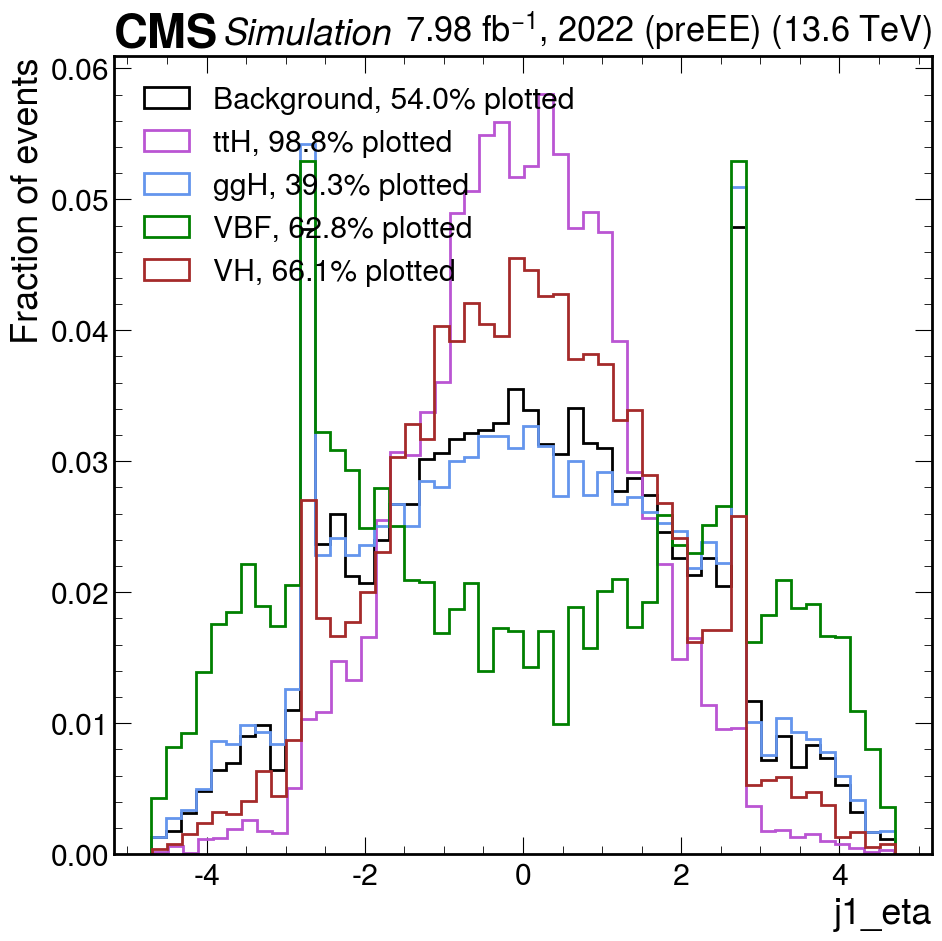 CMS Simulation 7.98 fb⁻¹, 2022 (preEE) (13.6 TeV)
Fraction of events
0.06
0.05
0.04
0.03
0.02
0.01
0.00
Background, 54.0% plotted
ttH, 98.8% plotted
ggH, 39.3% plotted
VBF, 62.8% plotted
VH, 66.1% plotted
-4 -2 0 2 4
j1_eta